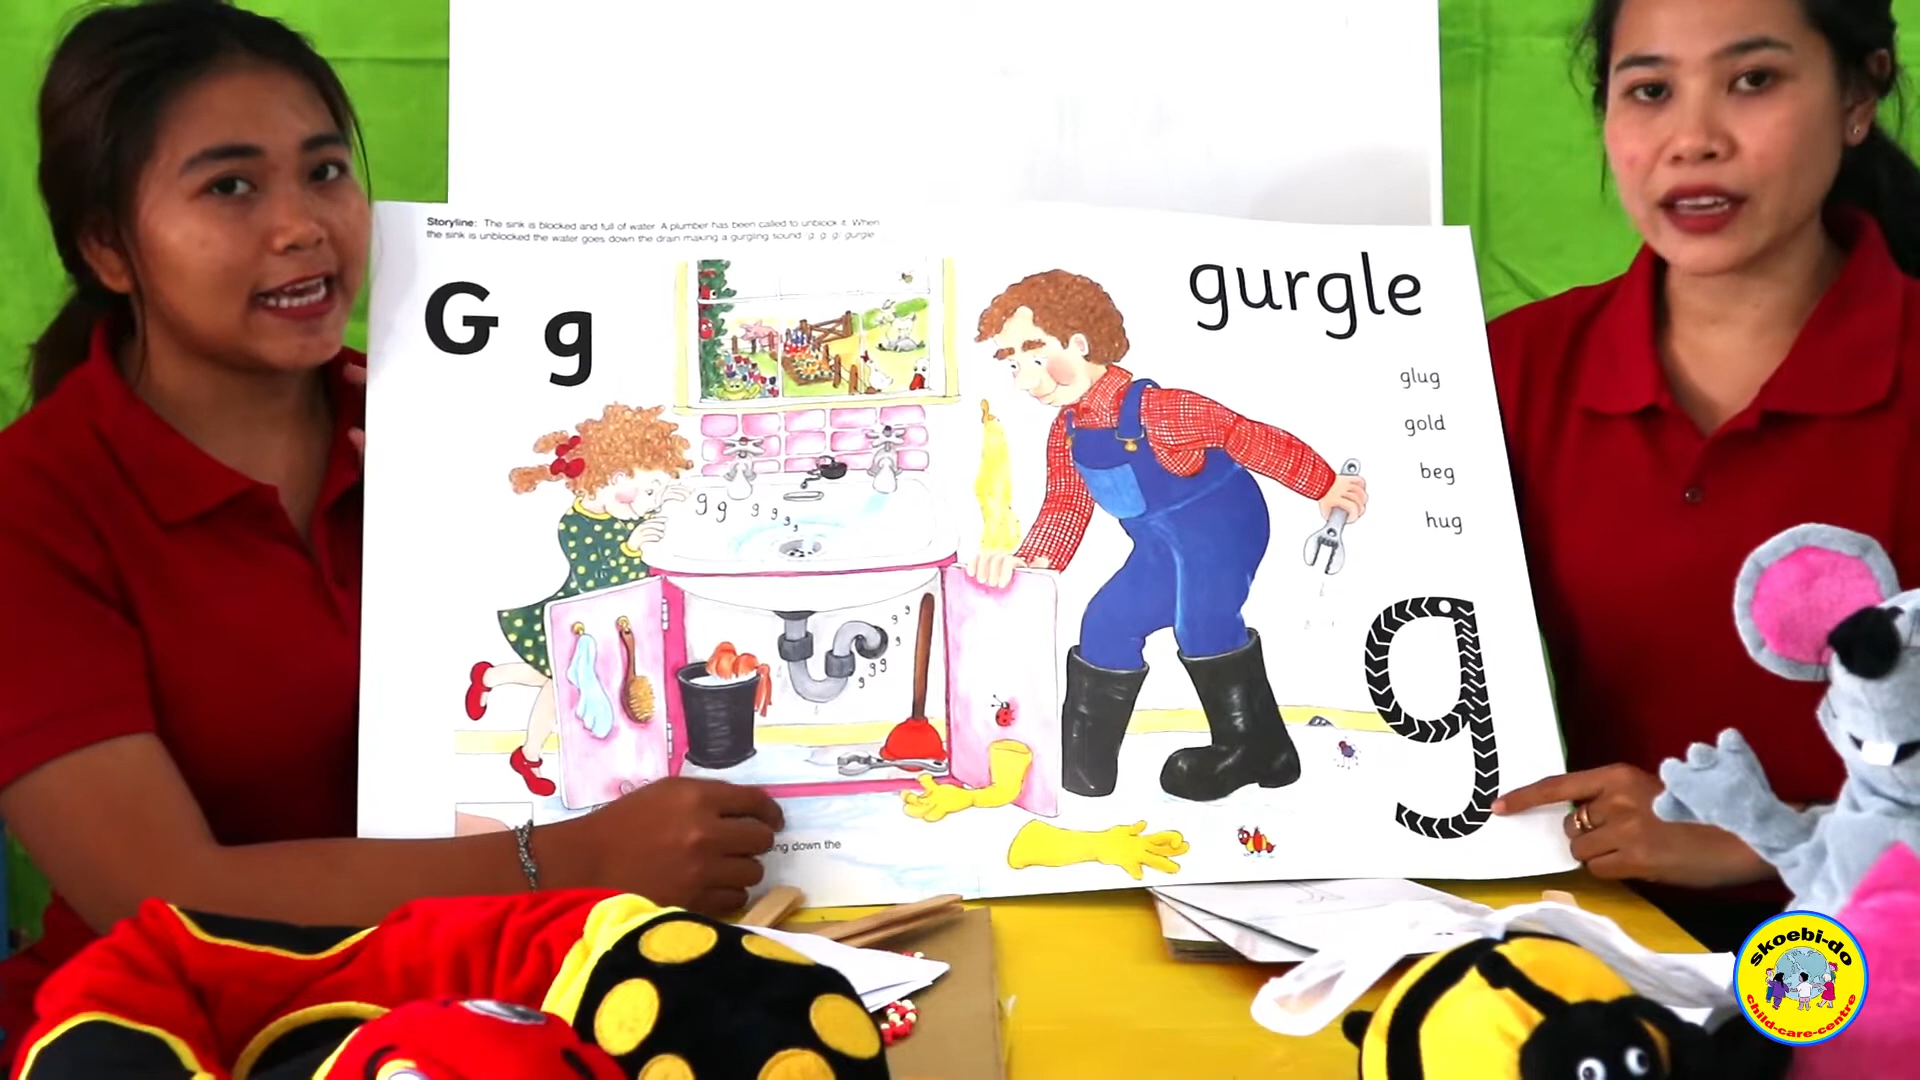 Storyline: The sink is blocked and full of water. A plumber has been called to unblock it. When
the sink is unblocked the water goes down the drain making a gurgling sound g g g gurgle
G g
gurgle
glug
gold
beg
hug
g g g g g g
g g g g g
g
ing down the
skoebi-do
child-care-centre